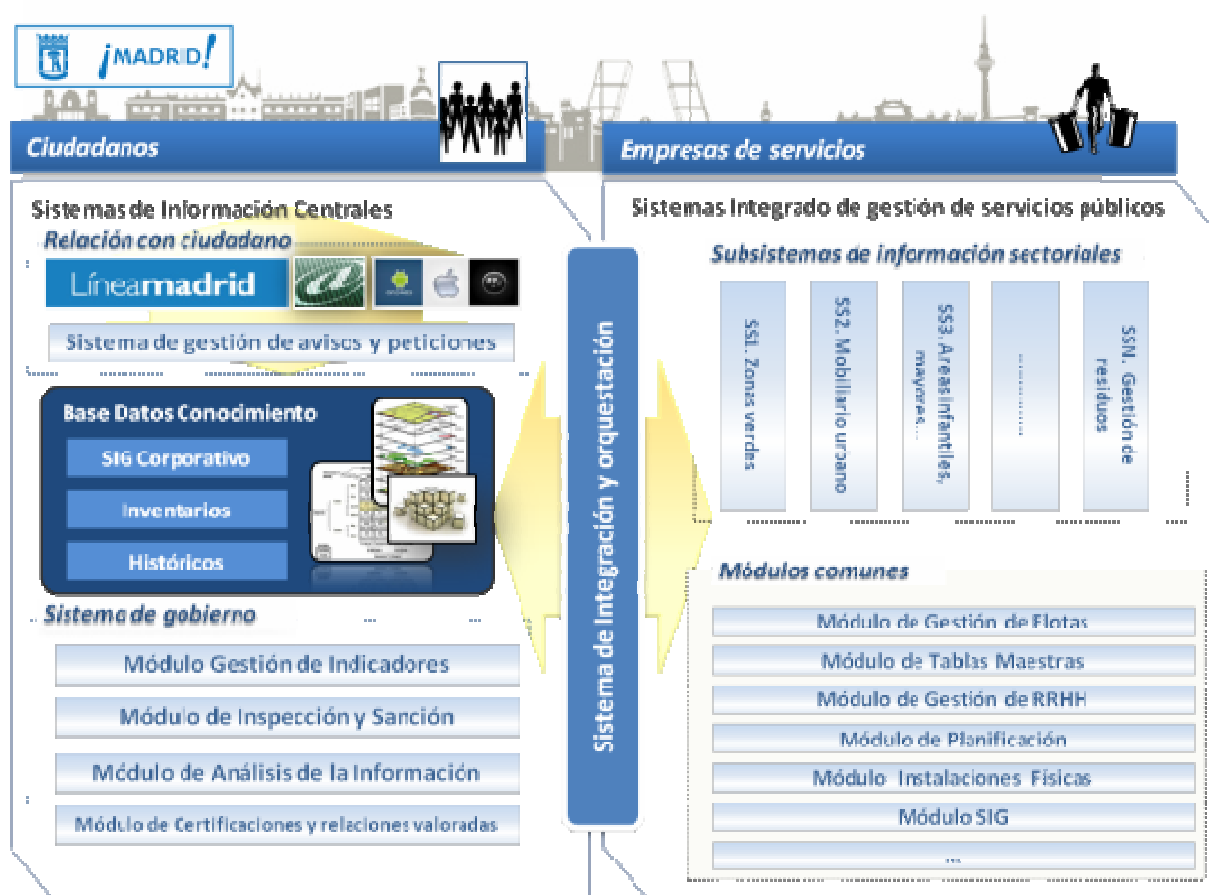 ¡MADRID!
Ciudadanos
Sistemas de Información Centrales
Relación con ciudadano
Líneamadrid
Sistema de gestión de avisos y peticiones
Base Datos Conocimiento
SIG Corporativo
Inventarios
Históricos
Sistema de gobierno
Módulo Gestión de Indicadores
Módulo de Inspección y Sanción
Módulo de Análisis de la Información
Módulo de Certificaciones y relaciones valoradas
Sistema de Integración y orquestación
Empresas de servicios
Sistemas Integrado de gestión de servicios públicos
Subsistemas de información sectoriales
SS1. Zonas verdes
SS2. Mobiliario urbano
SS3. Areas infantiles,
mayores...
............
SSN. Gestión de
residuos
Módulos comunes
Módulo de Gestión de Flotas
Módulo de Tablas Maestras
Módulo de Gestión de RRHH
Módulo de Planificación
Módulo Instalaciones Físicas
Módulo SIG
...